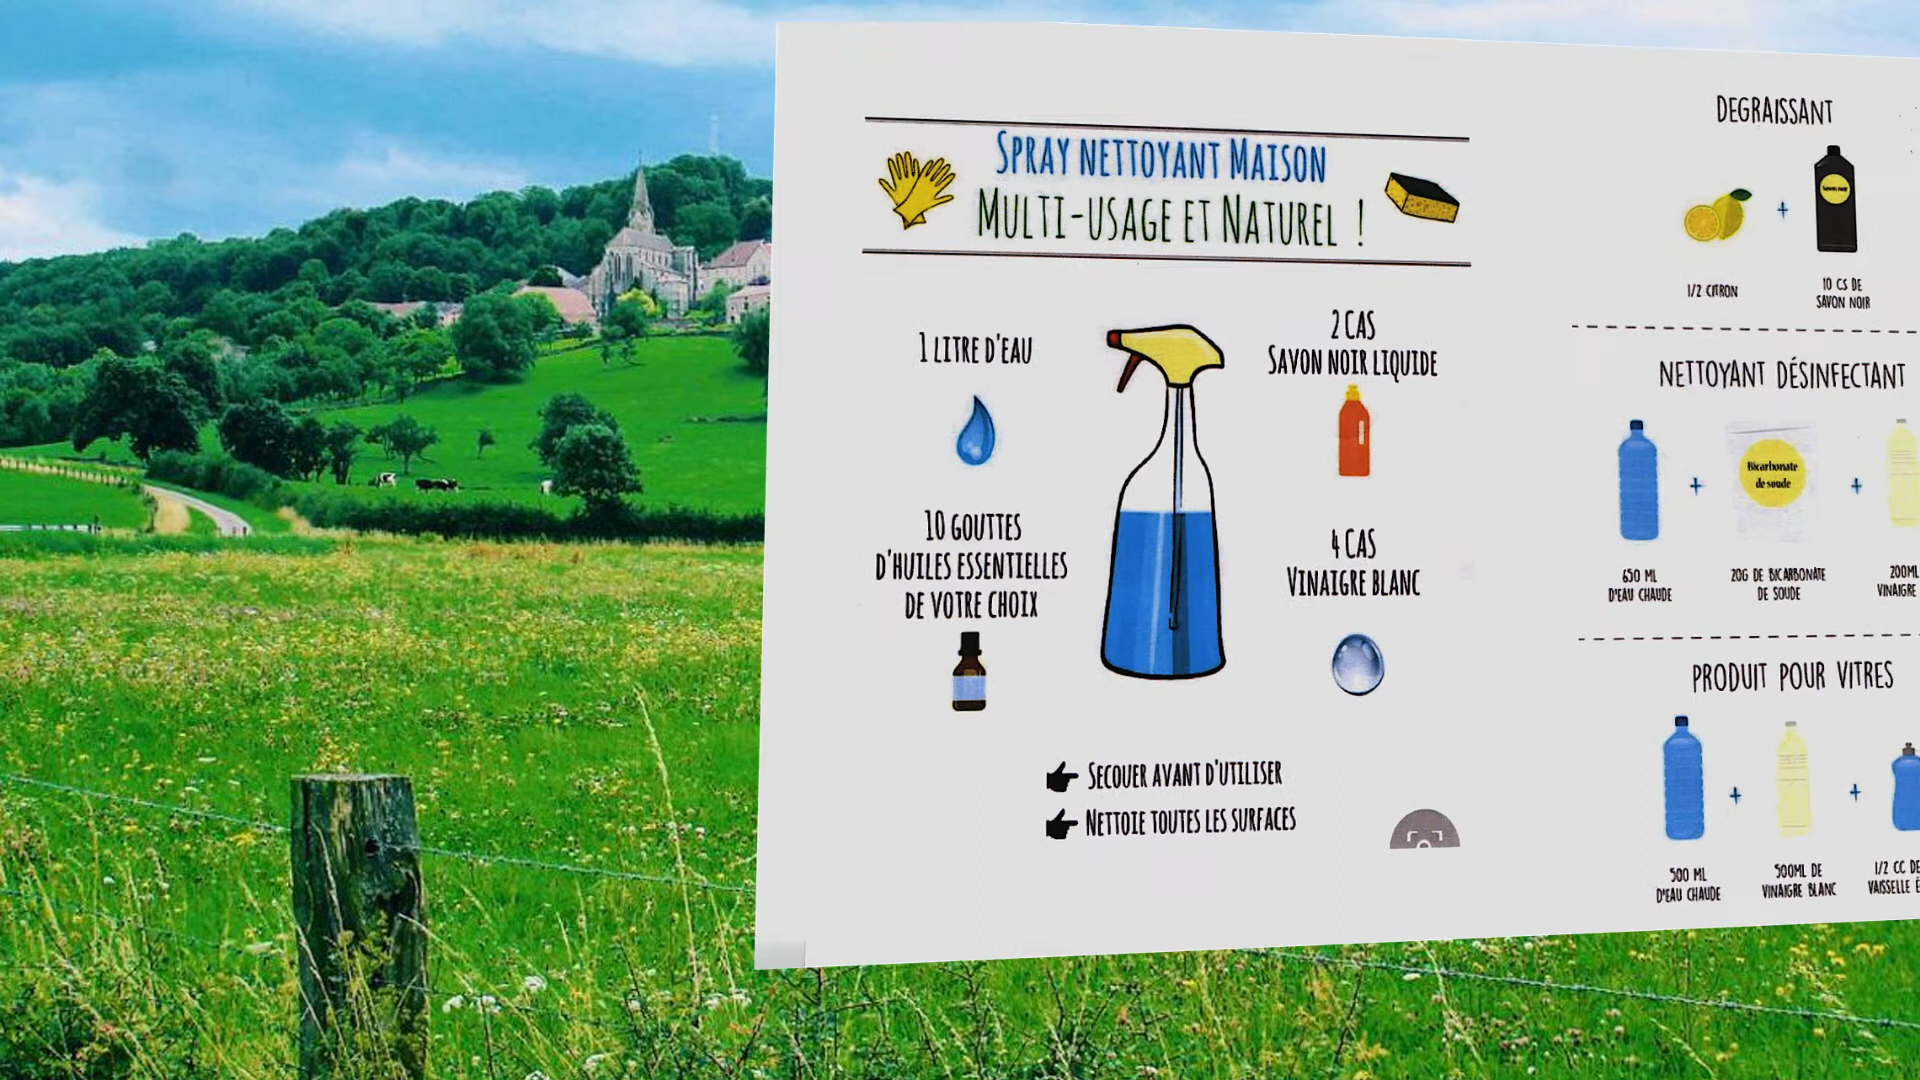 SPRAY NETTOYANT MAISON
MULTI-USAGE ET NATUREL !
1 LITRE D'EAU
2 CAS
SAVON NOIR LIQUIDE
10 GOUTTES
D'HUILES ESSENTIELLES
DE VOTRE CHOIX
4 CAS
VINAIGRE BLANC
SECOUER AVANT D'UTILISER
NETTOIE TOUTES LES SURFACES
DEGRAISSANT
Savon noir
+
1/2 CITRON
10 CS DE
SAVON NOIR
NETTOYANT DÉSINFECTANT
Bicarbonate
de soude
+ +
650 ML
D'EAU CHAUDE
20G DE BICARBONATE
DE SOUDE
200ML
VINAIGRE
PRODUIT POUR VITRES
+ +
500 ML
D'EAU CHAUDE
500ML DE
VINAIGRE BLANC
1/2 CC DE
VAISSELLE